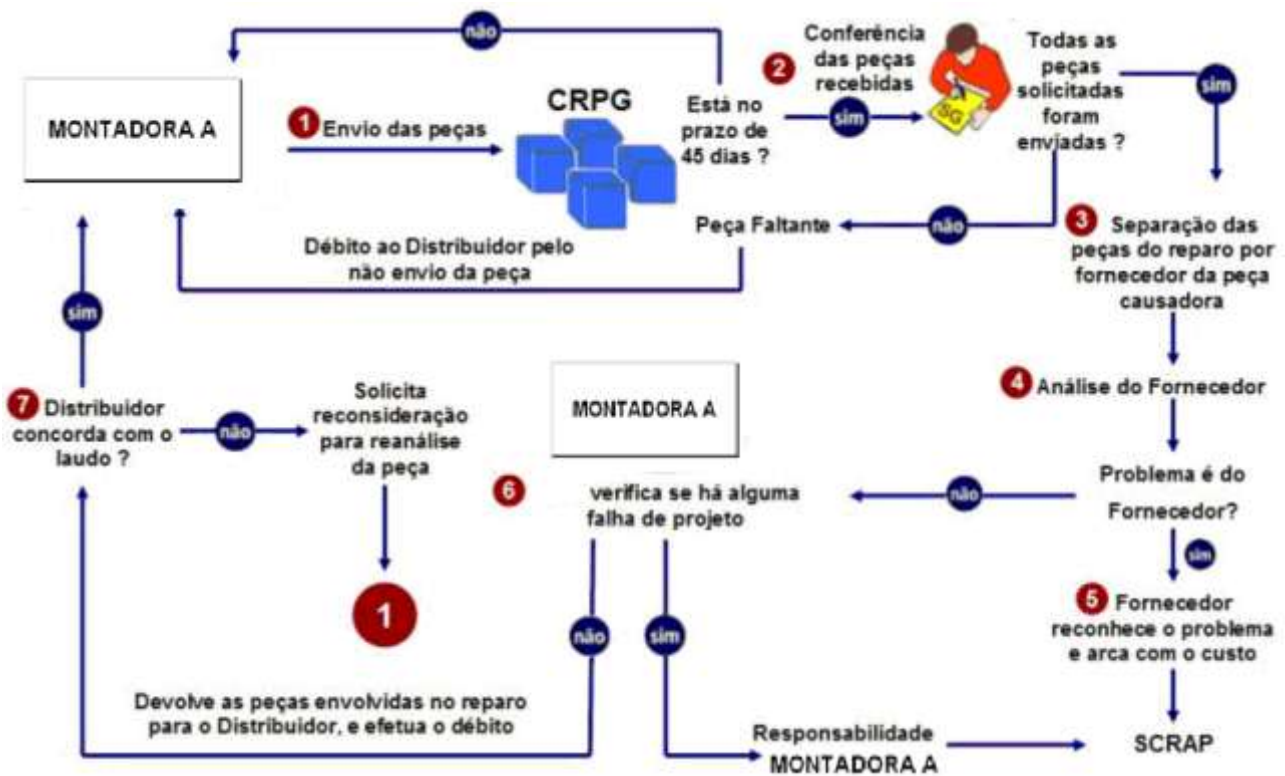 não
MONTADORA A
1 Envio das peças
CRPG
Está no
prazo de
45 dias ?
sim
2 Conferência
das peças
recebidas
SG
Todas as
peças
solicitadas
foram
enviadas ?
sim
não
Peça Faltante
Débito ao Distribuidor pelo
não envio da peça
3 Separação das
peças do reparo por
fornecedor da peça
causadora
4 Análise do Fornecedor
Problema é do
Fornecedor?
não
sim
5 Fornecedor
reconhece o problema
e arca com o custo
SCRAP
MONTADORA A
6 verifica se há alguma
falha de projeto
não
sim
Responsabilidade
MONTADORA A
Devolve as peças envolvidas no reparo
para o Distribuidor, e efetua o débito
7 Distribuidor
concorda com o
laudo ?
sim
não
Solicita
reconsideração
para reanálise
da peça
1